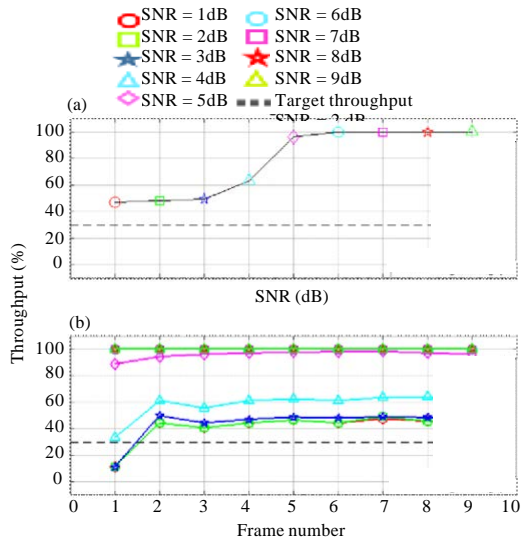 SNR = 1dB
SNR = 2dB
SNR = 3dB
SNR = 4dB
SNR = 5dB
SNR = 6dB
SNR = 7dB
SNR = 8dB
SNR = 9dB
Target throughput
(a)
100
80
60
40
20
0
SNR (dB)
Throughput (%)
(b)
100
80
60
40
20
0
0 1 2 3 4 5 6 7 8 9 10
Frame number